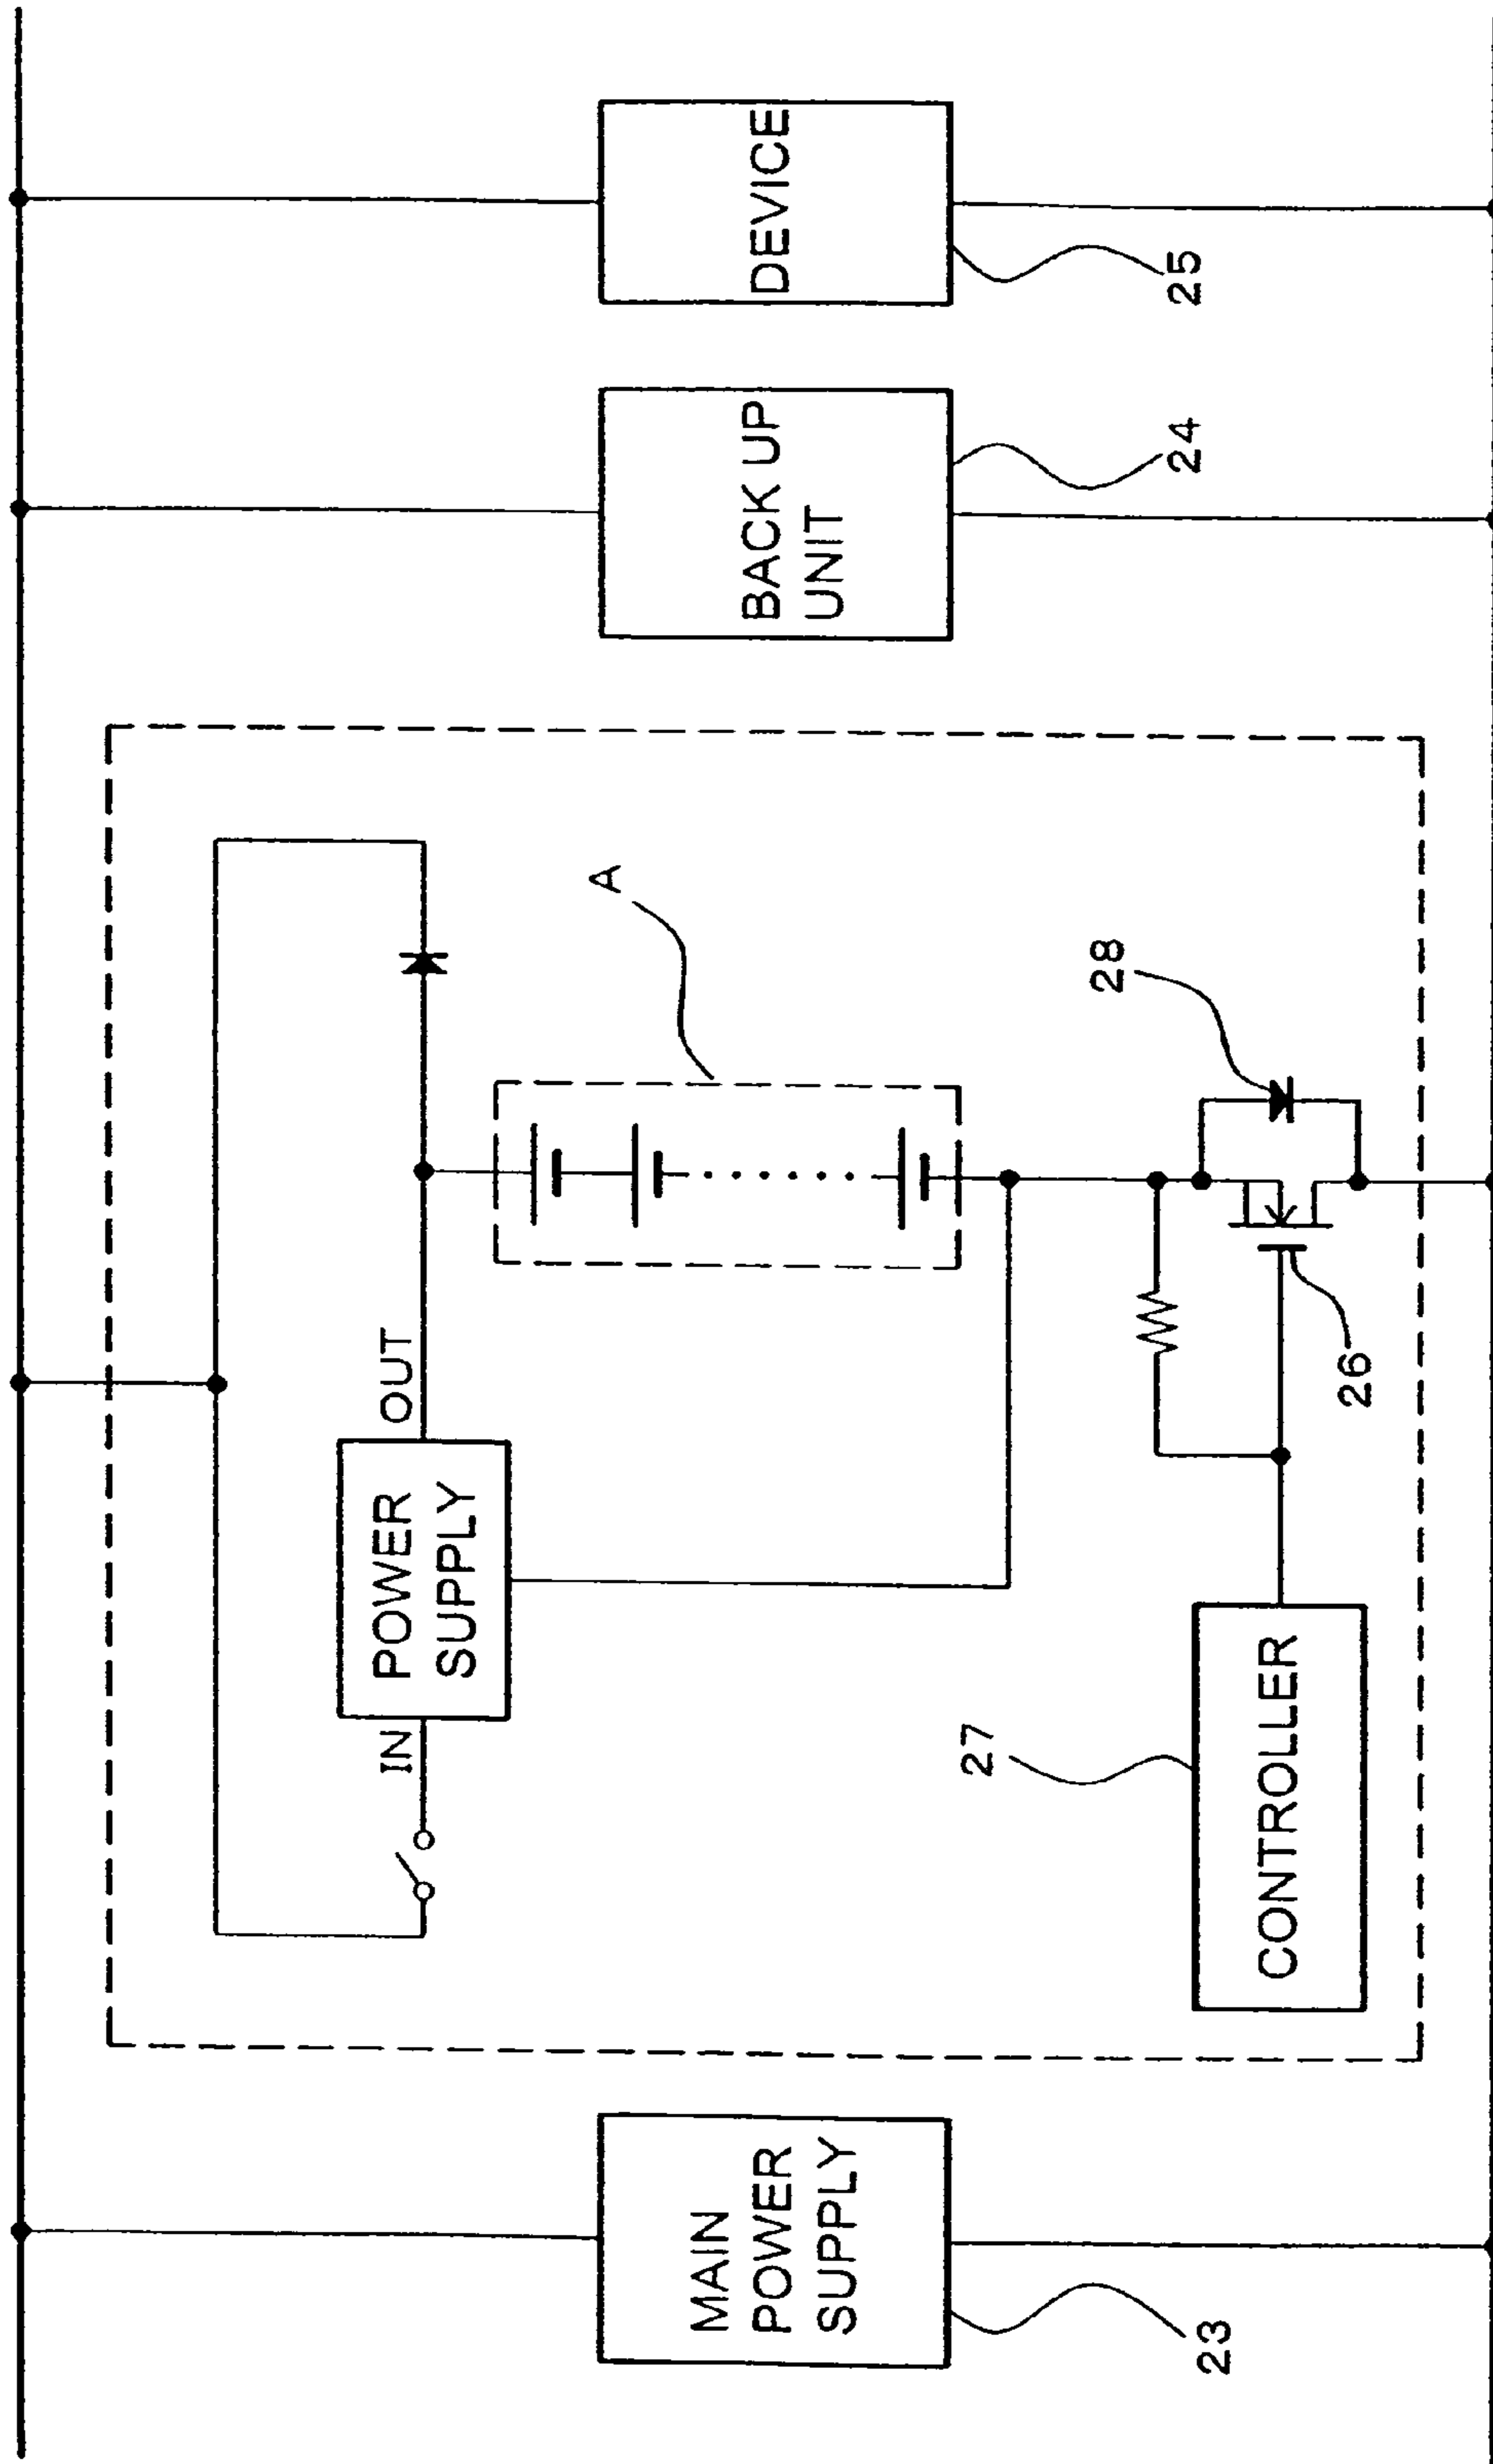 MAIN
POWER
SUPPLY
23
IN
POWER
SUPPLY
OUT
A
27
CONTROLLER
26
28
BACK UP
UNIT
24
DEVICE
25